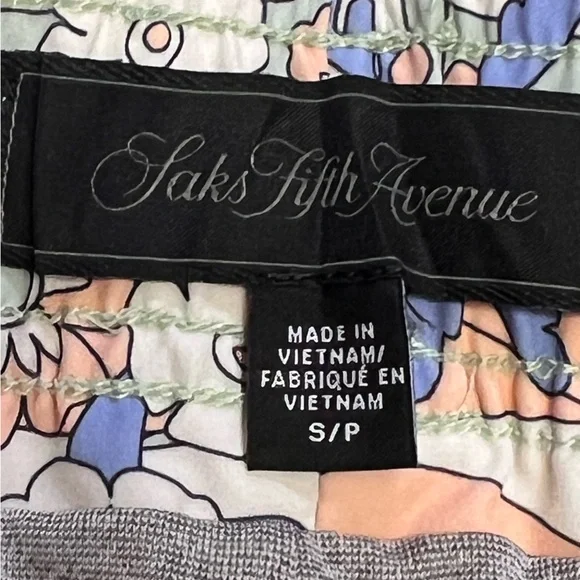 Saks Fifth Avenue
MADE IN
VIETNAM/
FABRIQUÉ EN
VIETNAM
S/P